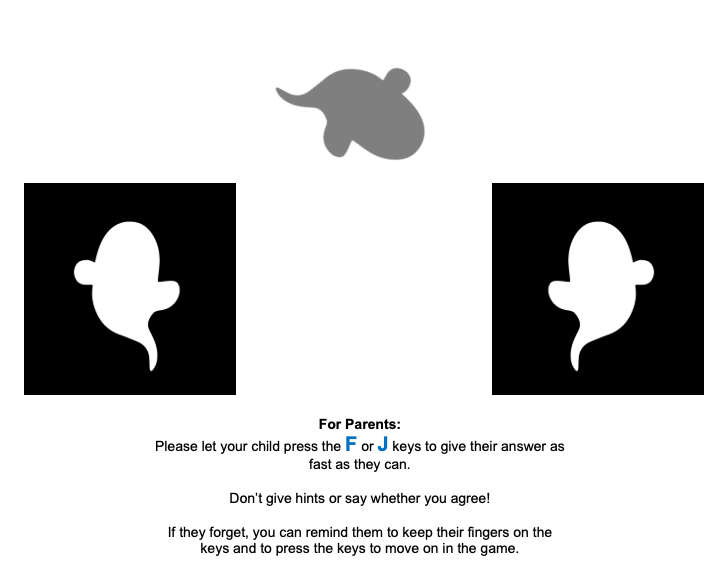 For Parents:
Please let your child press the F or J keys to give their answer as
fast as they can.
Don’t give hints or say whether you agree!
If they forget, you can remind them to keep their fingers on the
keys and to press the keys to move on in the game.